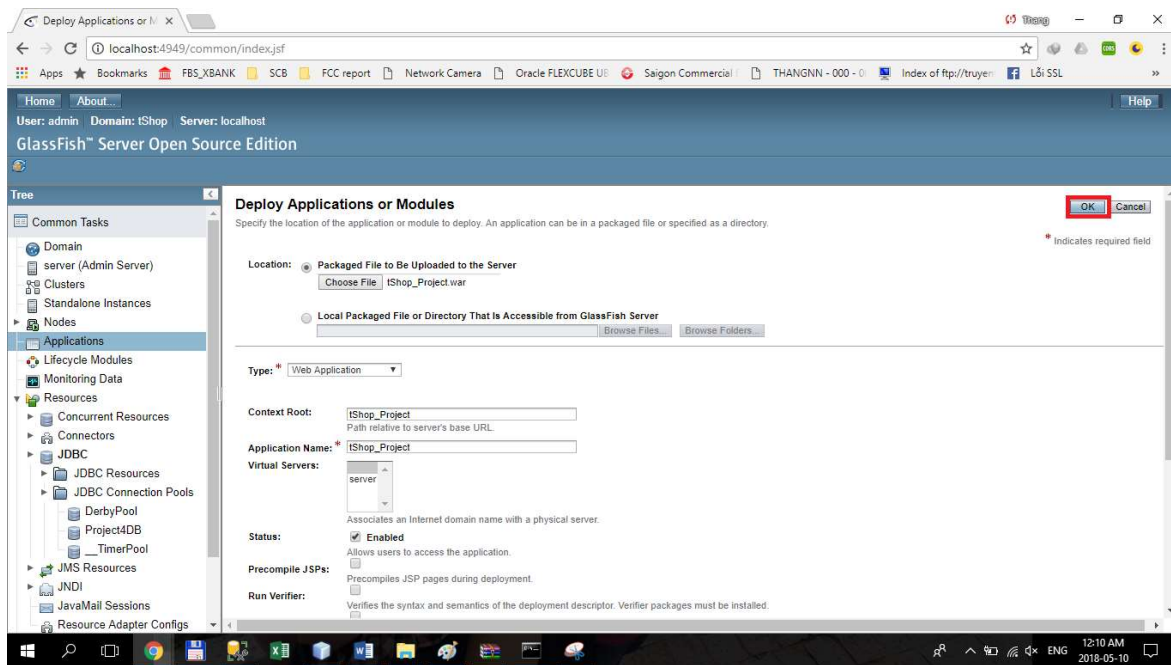 Deploy Applications or M
Thang
localhost:4949/common/index.jsf
Apps Bookmarks FBS_XBANK SCB FCC report Network Camera Oracle FLEXCUBE UB Saigon Commercial THANGNN - 000 - 0 Index of ftp://truyen Lỗi SSL »
Home About... Help
User: admin Domain: tShop Server: localhost
GlassFish™ Server Open Source Edition
Tree
Common Tasks
Domain
server (Admin Server)
Clusters
Standalone Instances
Nodes
Applications
Lifecycle Modules
Monitoring Data
Resources
Concurrent Resources
Connectors
JDBC
JDBC Resources
JDBC Connection Pools
DerbyPool
Project4DB
__TimerPool
JMS Resources
JNDI
JavaMail Sessions
Resource Adapter Configs
Deploy Applications or Modules
OK Cancel
Specify the location of the application or module to deploy. An application can be in a packaged file or specified as a directory.
* Indicates required field
Location: Packaged File to Be Uploaded to the Server
Choose File tShop_Project.war
Local Packaged File or Directory That Is Accessible from GlassFish Server
Browse Files... Browse Folders...
Type: * Web Application
Context Root: tShop_Project
Path relative to server's base URL.
Application Name: * tShop_Project
Virtual Servers:
server
Associates an Internet domain name with a physical server.
Status: Enabled
Allows users to access the application.
Precompile JSPs:
Precompiles JSP pages during deployment.
Run Verifier:
Verifies the syntax and semantics of the deployment descriptor. Verifier packages must be installed.
ENG
12:10 AM
2018-05-10